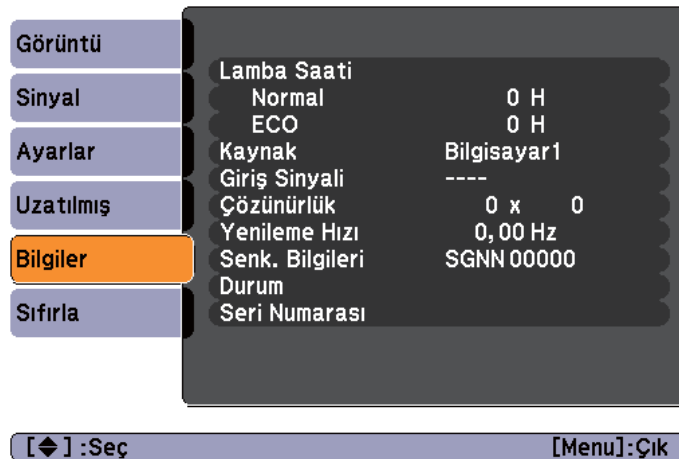 Görüntü
Sinyal
Ayarlar
Uzatılmış
Bilgiler
Sıfırla
Lamba Saati
Normal 0 H
ECO 0 H
Kaynak Bilgisayar1
Giriş Sinyali ----
Çözünürlük 0 x 0
Yenileme Hızı 0,00 Hz
Senk. Bilgileri SGNN 00000
Durum
Seri Numarası
[◆] :Seç [Menu]:Çık